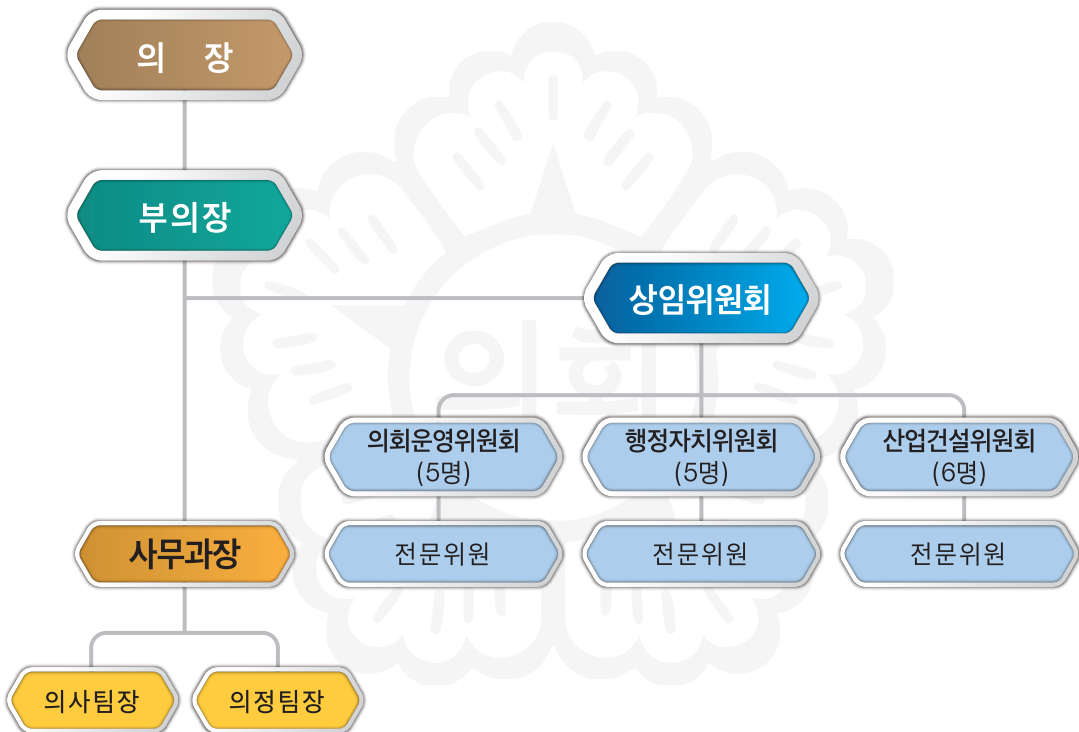 의 장
부의장
상임위원회
의회
의회운영위원회
(5명)
행정자치위원회
(5명)
산업건설위원회
(6명)
사무과장
전문위원
전문위원
전문위원
의사팀장
의정팀장